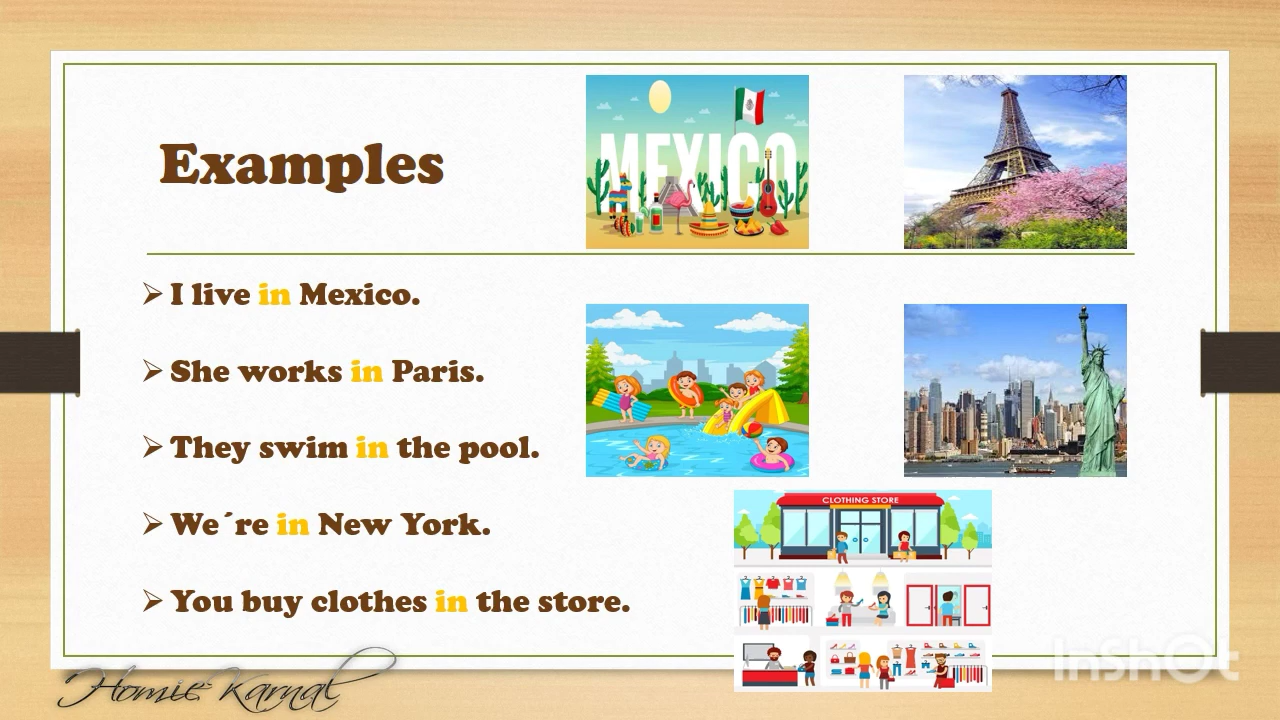 Examples
MEXICO
I live in Mexico.
She works in Paris.
They swim in the pool.
We´re in New York.
CLOTHING STORE
You buy clothes in the store.
Homie Karnal
InShOt